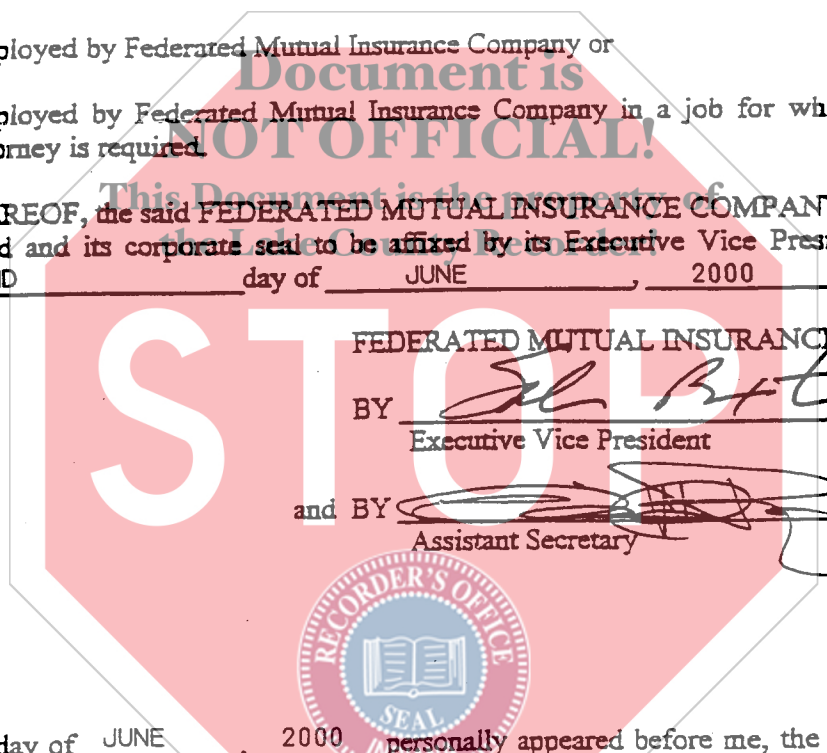 ployed by Federated Mutual Insurance Company or
Document is
ployed by Federated Mutual Insurance Company in a job for wh
NOT OFFICIAL!
orney is required.
This Document is the property of
REOF, the said FEDERATED MUTUAL INSURANCE COMPANY
the Lake County Recorder!
d and its corporate seal to be affixed by its Executive Vice Pres
D day of JUNE, 2000
STOP
FEDERATED MUTUAL INSURANC
BY
Executive Vice President
and BY
Assistant Secretary
RECORDER'S OFFICE
SEAL
day of JUNE, 2000 personally appeared before me, the